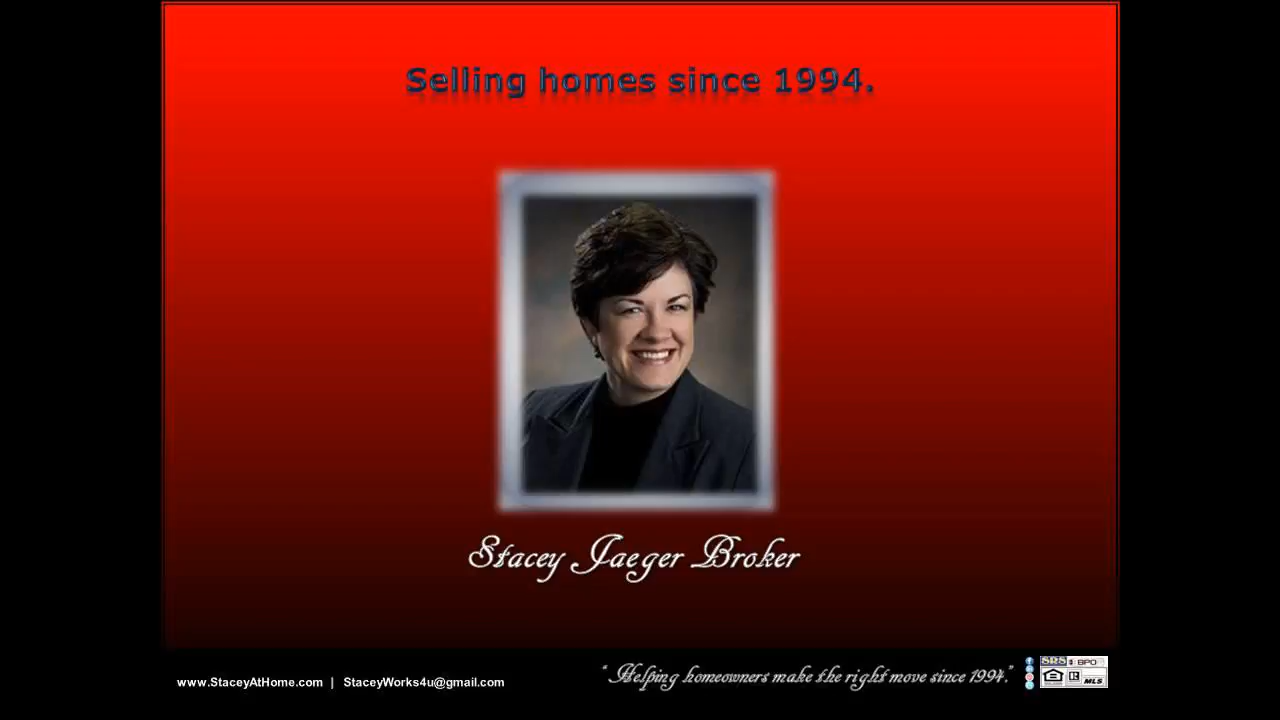 Selling homes since 1994.
Stacey Jaeger Broker
www.StaceyAtHome.com | StaceyWorks4u@gmail.com
“Helping homeowners make the right move since 1994.”
SRS BPO
R MLS